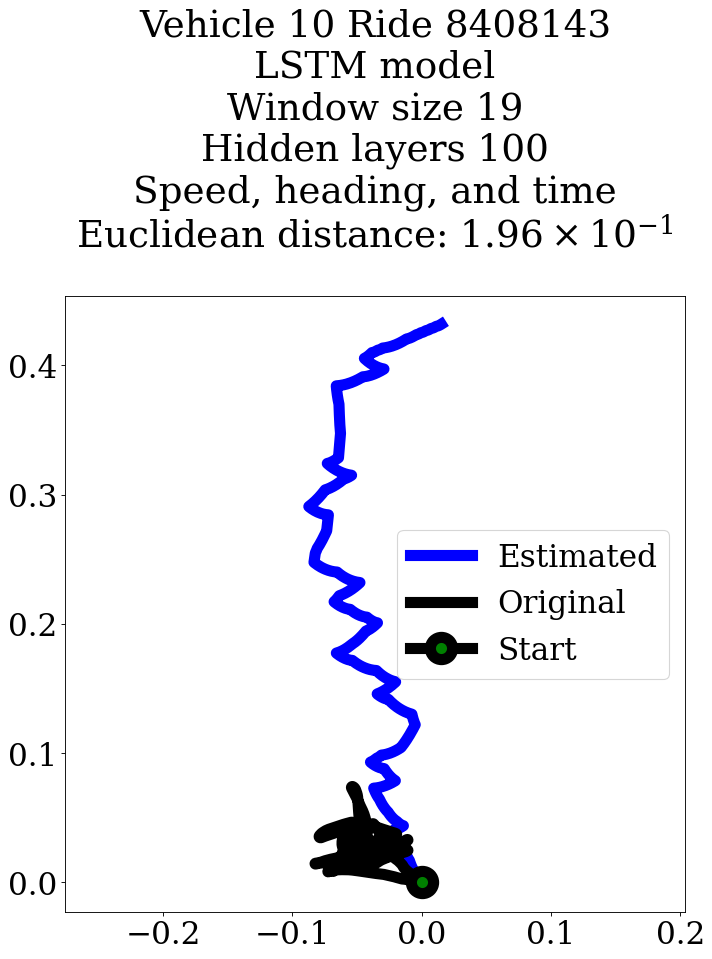 Vehicle 10 Ride 8408143
LSTM model
Window size 19
Hidden layers 100
Speed, heading, and time
Euclidean distance: 1.96 × 10⁻¹
0.4
0.3
Estimated
Original
0.2
Start
0.1
0.0
−0.2
−0.1
0.0
0.1
0.2